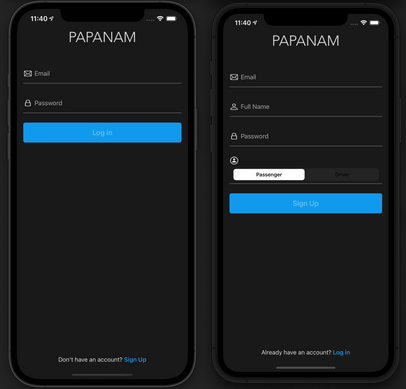 11:40
PAPANAM
Email
Password
Log in
Don't have an account? Sign Up
11:40
PAPANAM
Email
Full Name
Password
Passenger
Driver
Sign Up
Already have an account? Log in